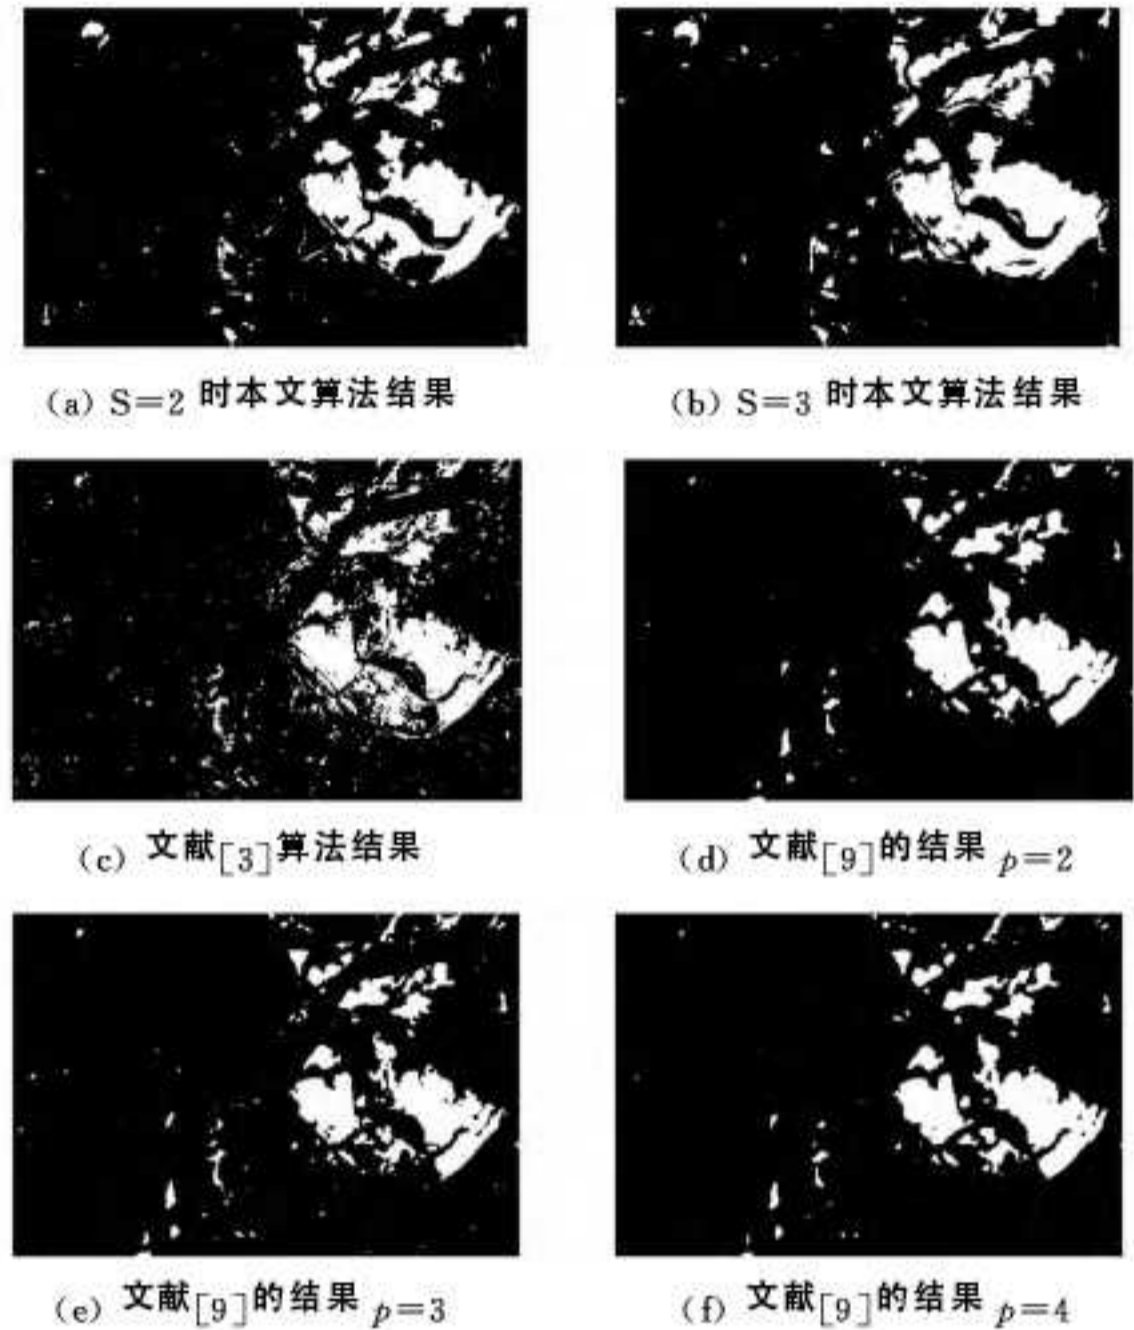 (a) S=2 时本文算法结果
(b) S=3 时本文算法结果
(c) 文献[3]算法结果
(d) 文献[9]的结果 p=2
(e) 文献[9]的结果 p=3
(f) 文献[9]的结果 p=4